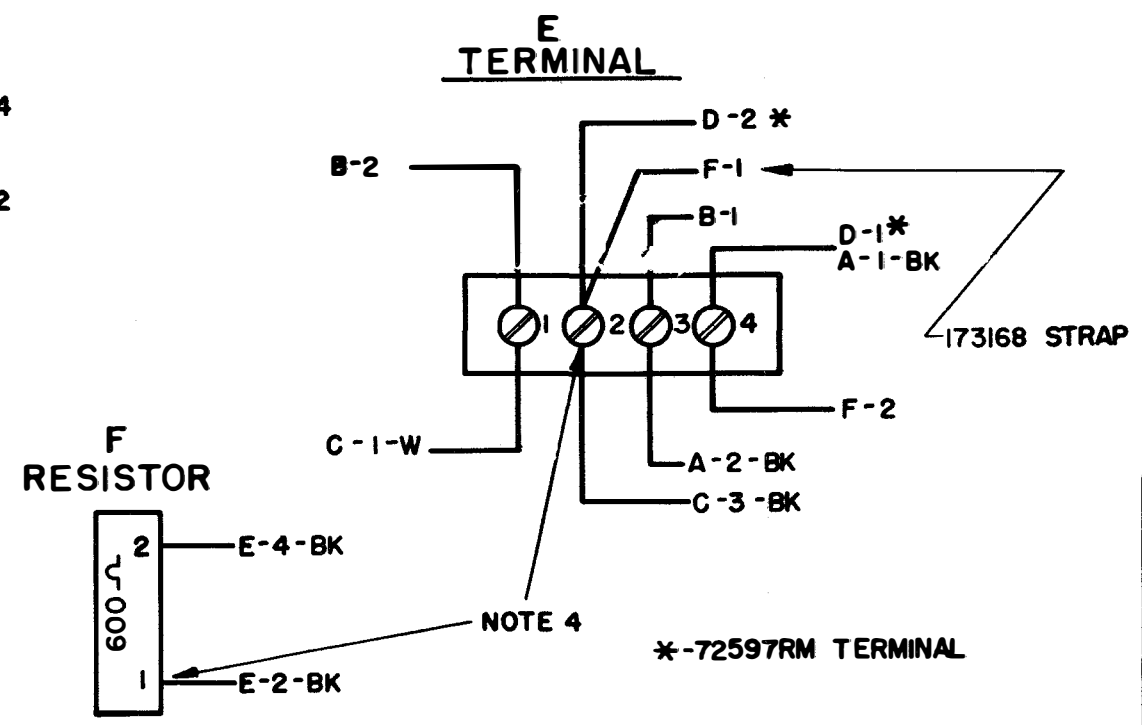 E
TERMINAL
4
2
D-2 *
B-2
F-1
B-1
D-1*
A-1-BK
1
2
3
4
173168 STRAP
F-2
C-1-W
A-2-BK
C-3-BK
F
RESISTOR
2
E-4-BK
600 Ω
NOTE 4
*-72597RM TERMINAL
1
E-2-BK